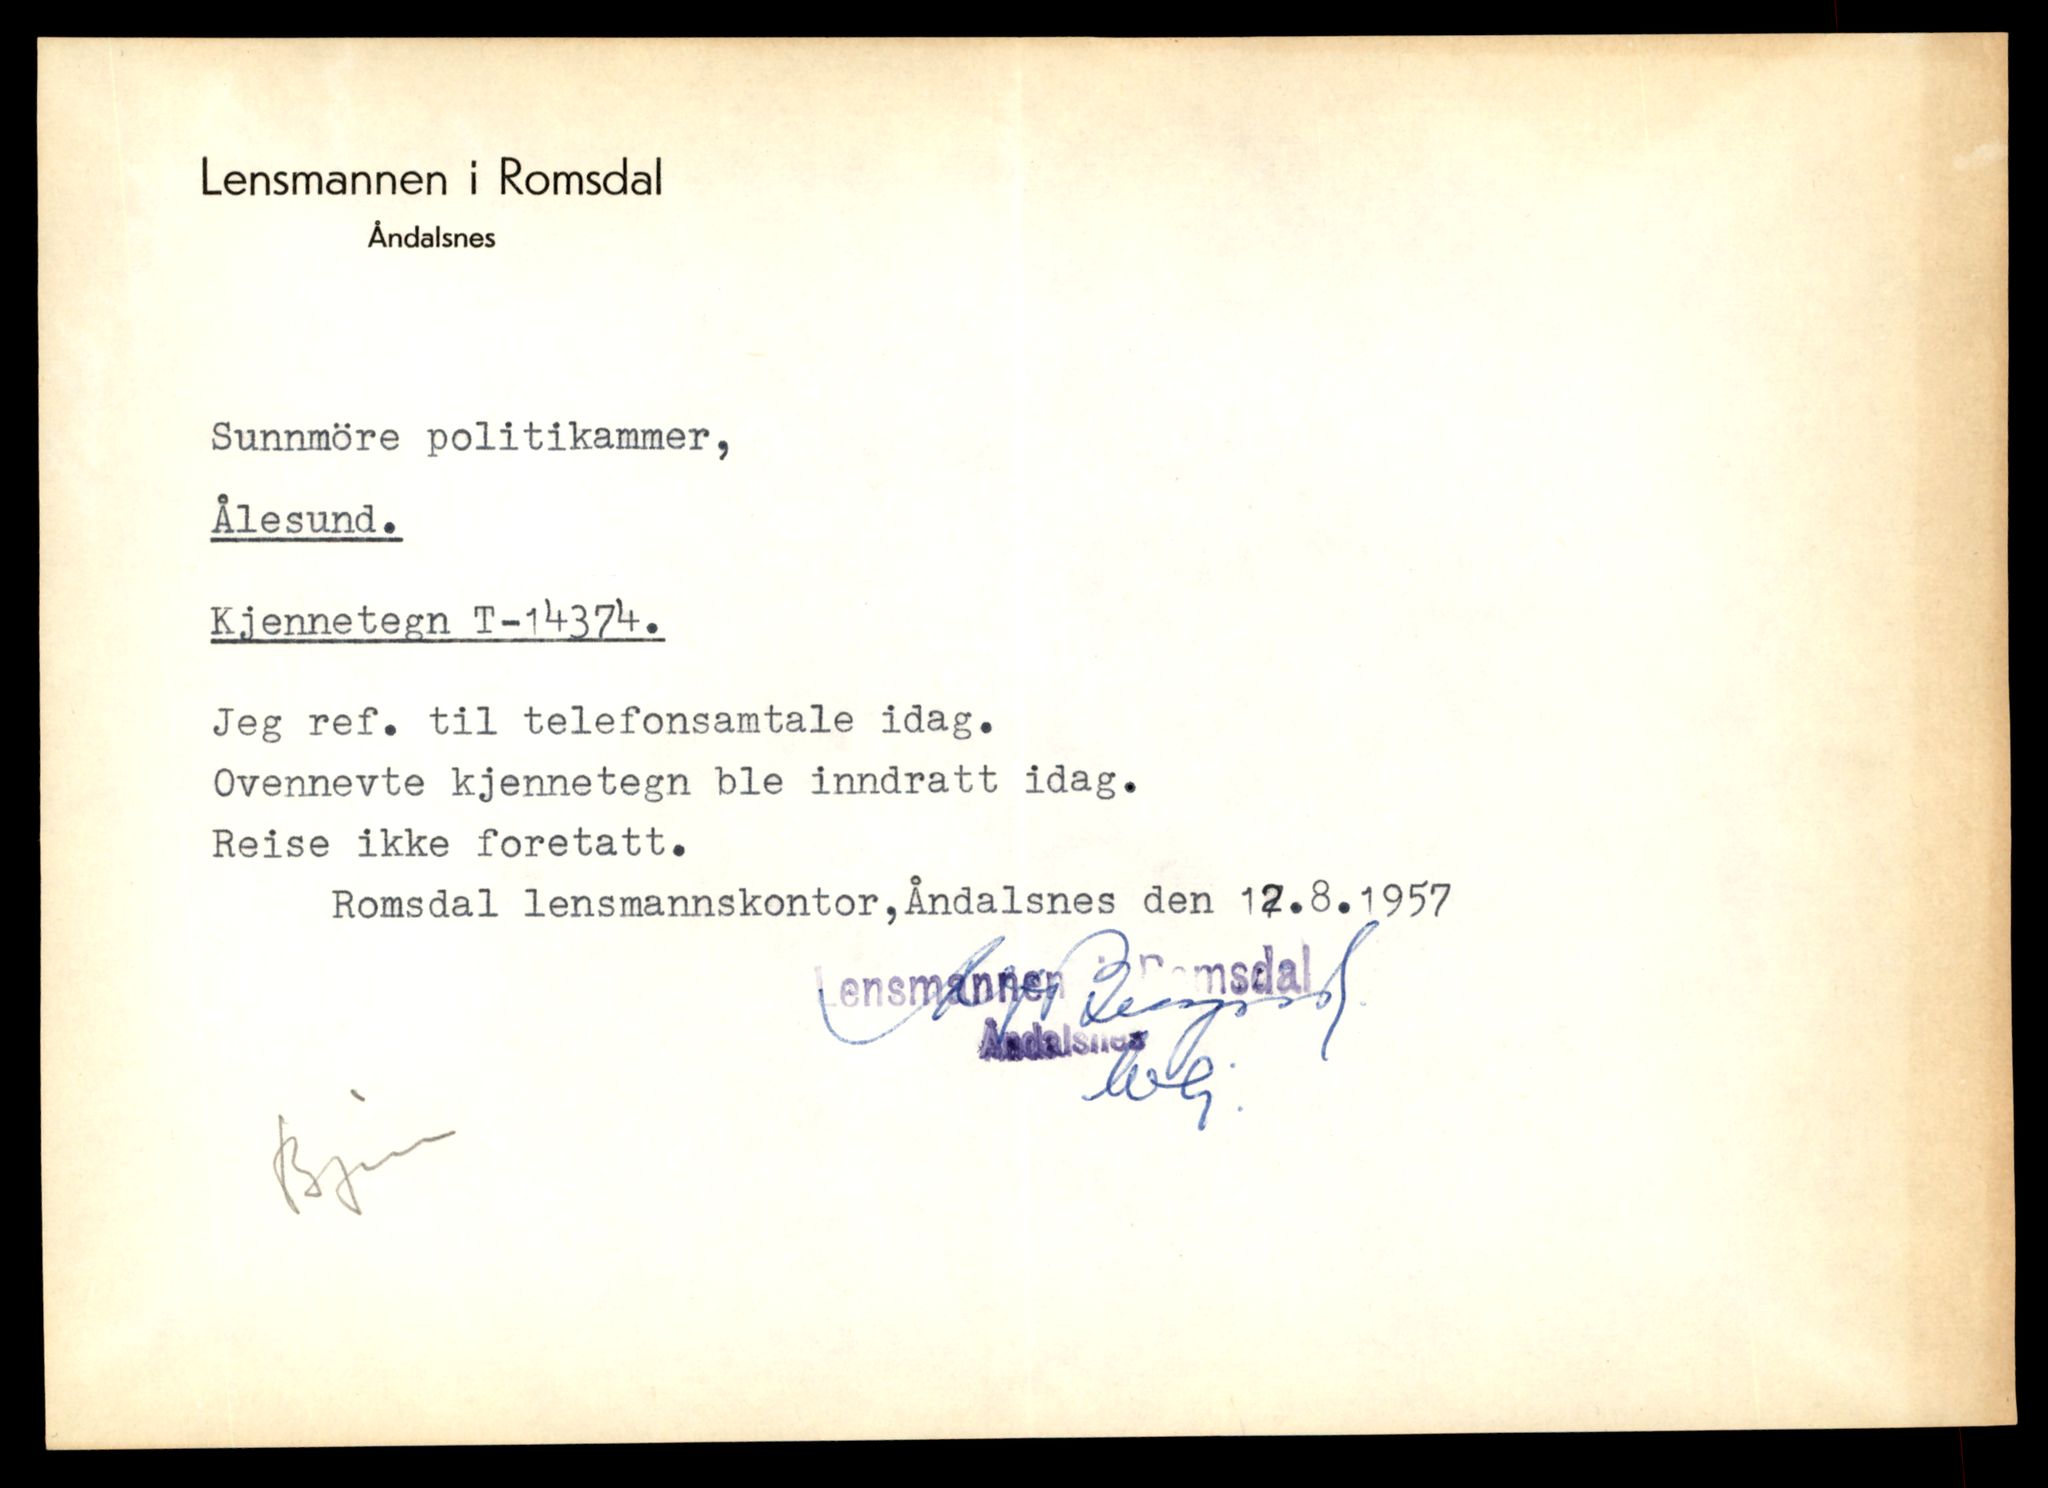 Lensmannen i Romsdal
Åndalsnes
Sunnmöre politikammer,
Ålesund.
Kjennetegn T-14374.
Jeg ref. til telefonsamtale idag.
Ovennevte kjennetegn ble inndratt idag.
Reise ikke foretatt.
Romsdal lensmannskontor, Åndalsnes den 12.8.1957
Lensmannen i Romsdal
Åndalsnes